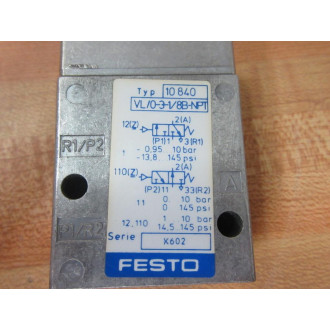 Typ 10 840
VL/O-3-1/8B-NPT
2(A)
12(Z)
(P1)1 3(R1)
1 -0,95 10 bar
-13,8 145 psi
110(Z) 2(A)
(P2)11 33(R2)
11 0 10 bar
0 145 psi
12,110 1 10 bar
14,5 145 psi
Serie K602
FESTO
R1/P2
A